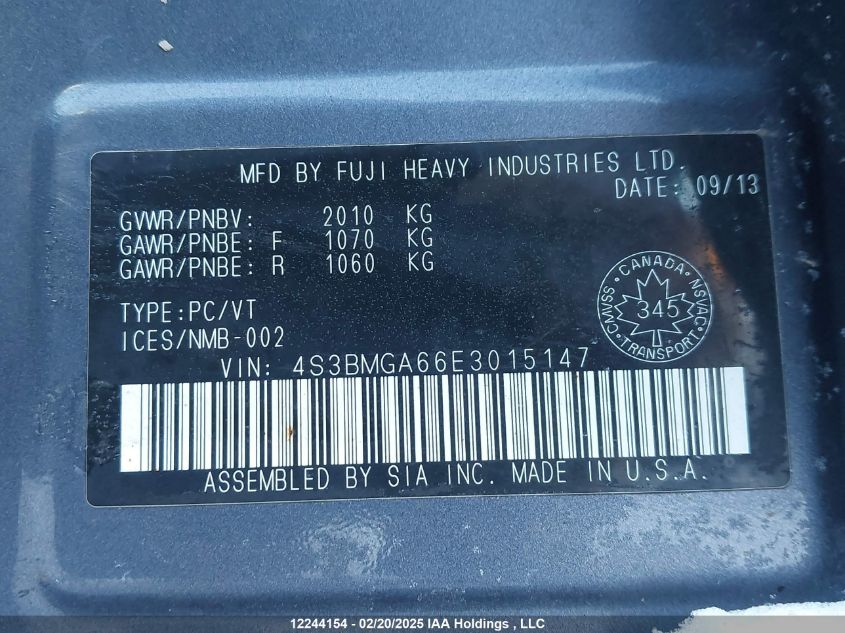 MFD BY FUJI HEAVY INDUSTRIES LTD.
DATE: 09/13
GVWR/PNBV: 2010 KG
GAWR/PNBE: F 1070 KG
GAWR/PNBE: R 1060 KG
TYPE:PC/VT
ICES/NMB-002
CANADA
CMVSS 345 NSVAC
TRANSPORT
VIN: 4S3BMGA66E3015147
ASSEMBLED BY SIA INC. MADE IN U.S.A.
12244154 - 02/20/2025 IAA Holdings , LLC